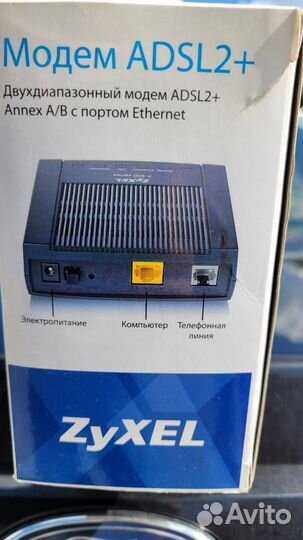 Модем ADSL2+
Двухдиапазонный модем ADSL2+
Annex A/B с портом Ethernet
ZyXEL
Электропитание
Компьютер
Телефонная
линия
ZyXEL
Avito